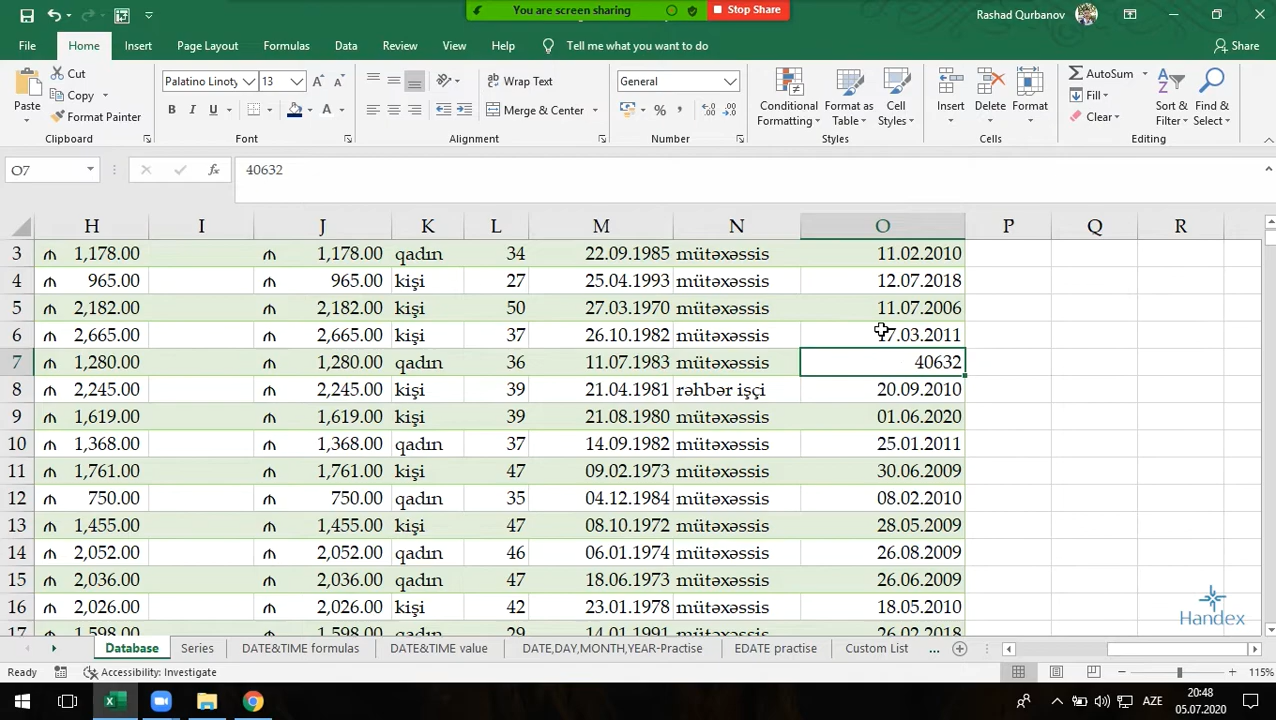 You are screen sharing
Stop Share
Rashad Qurbanov
File Home Insert Page Layout Formulas Data Review View Help Tell me what you want to do Share
Paste
Cut
Copy
Format Painter
Clipboard
Palatino Linoty 13
B I U
Font
Wrap Text
Merge & Center
Alignment
General
Number
Conditional Formatting
Format as Table
Cell Styles
Styles
Insert Delete Format
Cells
AutoSum
Fill
Clear
Sort & Filter
Find & Select
Editing
O7 fx 40632
H I J K L M N O P Q R
3 ₼ 1,178.00 ₼ 1,178.00 qadın 34 22.09.1985 mütəxəssis 11.02.2010
4 ₼ 965.00 ₼ 965.00 kişi 27 25.04.1993 mütəxəssis 12.07.2018
5 ₼ 2,182.00 ₼ 2,182.00 kişi 50 27.03.1970 mütəxəssis 11.07.2006
6 ₼ 2,665.00 ₼ 2,665.00 kişi 37 26.10.1982 mütəxəssis 17.03.2011
7 ₼ 1,280.00 ₼ 1,280.00 qadın 36 11.07.1983 mütəxəssis 40632
8 ₼ 2,245.00 ₼ 2,245.00 kişi 39 21.04.1981 rəhbər işçi 20.09.2010
9 ₼ 1,619.00 ₼ 1,619.00 kişi 39 21.08.1980 mütəxəssis 01.06.2020
10 ₼ 1,368.00 ₼ 1,368.00 qadın 37 14.09.1982 mütəxəssis 25.01.2011
11 ₼ 1,761.00 ₼ 1,761.00 kişi 47 09.02.1973 mütəxəssis 30.06.2009
12 ₼ 750.00 ₼ 750.00 qadın 35 04.12.1984 mütəxəssis 08.02.2010
13 ₼ 1,455.00 ₼ 1,455.00 kişi 47 08.10.1972 mütəxəssis 28.05.2009
14 ₼ 2,052.00 ₼ 2,052.00 qadın 46 06.01.1974 mütəxəssis 26.08.2009
15 ₼ 2,036.00 ₼ 2,036.00 qadın 47 18.06.1973 mütəxəssis 26.06.2009
16 ₼ 2,026.00 ₼ 2,026.00 kişi 42 23.01.1978 mütəxəssis 18.05.2010
17 ₼ 1,598.00 ₼ 1,598.00 qadın 29 14.01.1991 mütəxəssis 26.02.2018
Handex
Database Series DATE&TIME formulas DATE&TIME value DATE,DAY,MONTH,YEAR-Practise EDATE practise Custom List ...
Ready Accessibility: Investigate 115%
AZE
20:48
05.07.2020